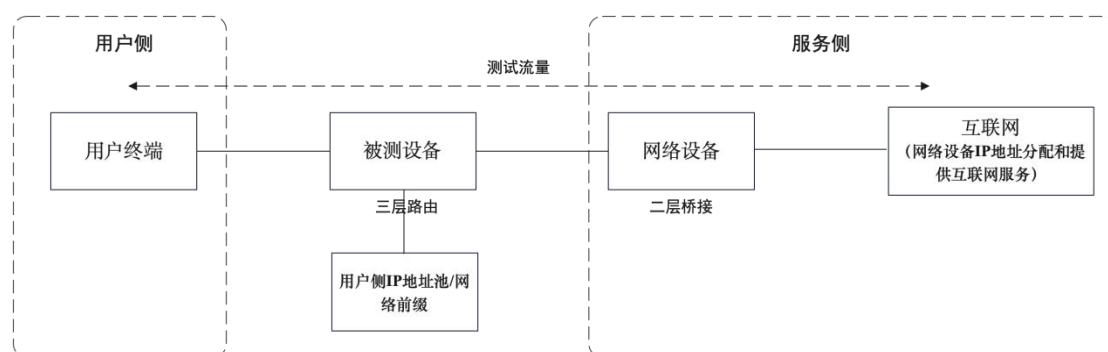 用户侧
服务侧
测试流量
用户终端
被测设备
网络设备
互联网
（网络设备IP地址分配和提
供互联网服务）
三层路由
二层桥接
用户侧IP地址池/网
络前缀